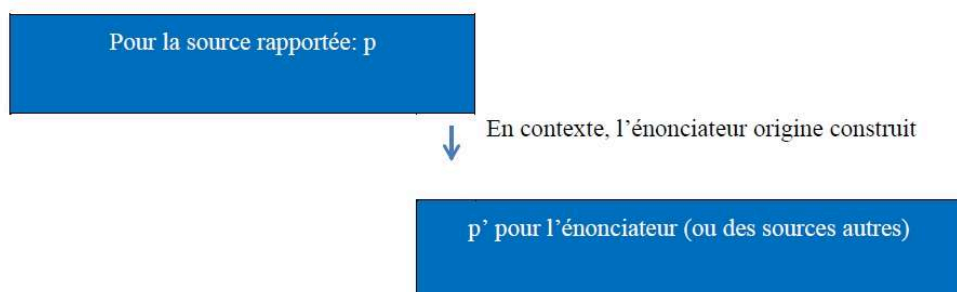 Pour la source rapportée: p
En contexte, l’énonciateur origine construit
p’ pour l’énonciateur (ou des sources autres)